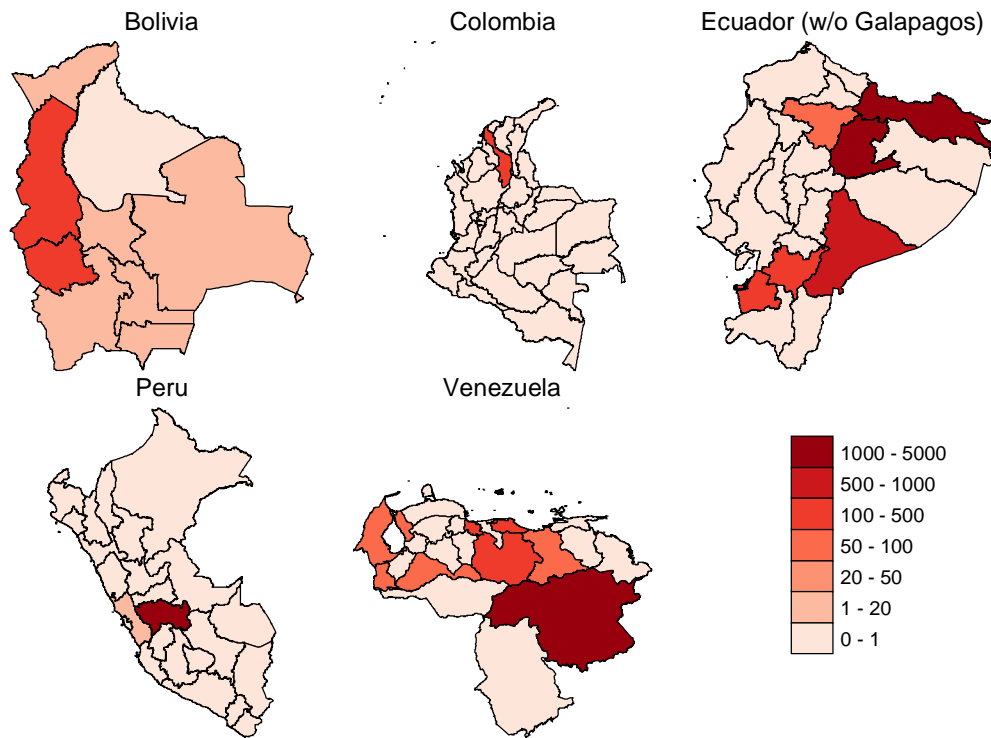 Bolivia
Colombia
Ecuador (w/o Galapagos)
Peru
Venezuela
1000 - 5000
500 - 1000
100 - 500
50 - 100
20 - 50
1 - 20
0 - 1